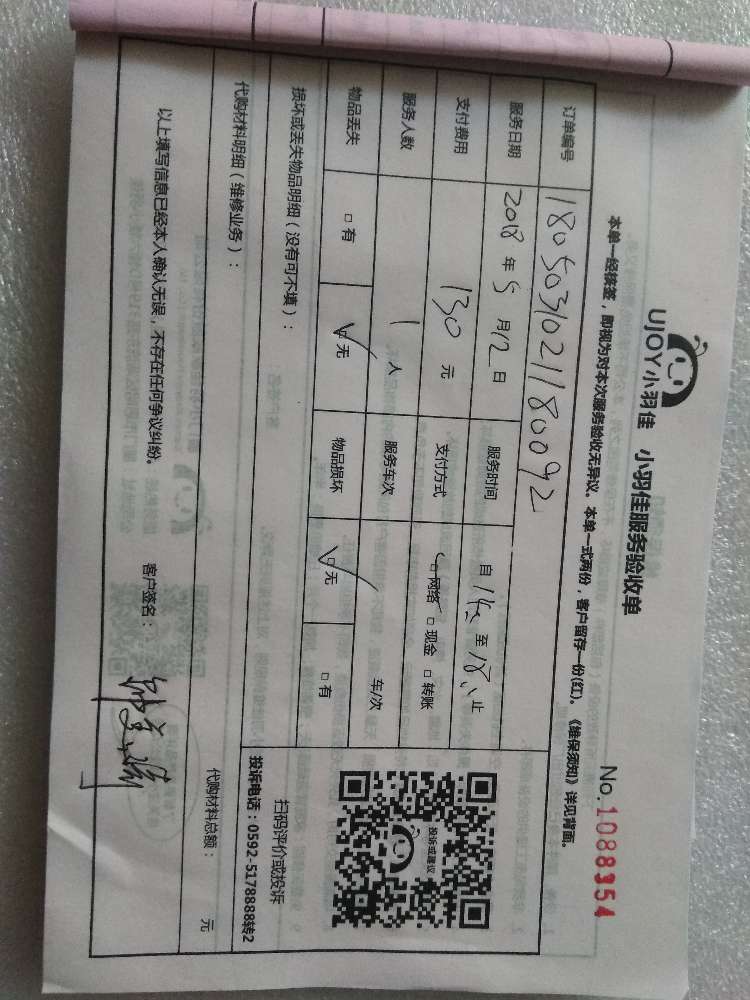 UJOY小羽佳 小羽佳服务验收单
No.1088354
本单一经接签，即视为对本次服务验收无异议。本单一式两份，客户留存一份(红)。《维保须知》详见背面。
订单编号 180503102118009２
服务日期 2018 年 5 月 12 日 服务时间 自 至 18: 止
支付费用 130 元 支付方式 □网络 □现金 □转账
服务人数 1 人 服务车次 车/次
物品丢失 □有 □无 物品损坏 □无 □有
损坏或丢失物品明细（没有可不填）：
投诉或建议
扫码评价或投诉
投诉电话：0592-5178888转2
代购材料明细（维修业务）：
代购材料总额： 元
以上填写信息已经本人确认无误，不存在任何争议纠纷。 客户签名：